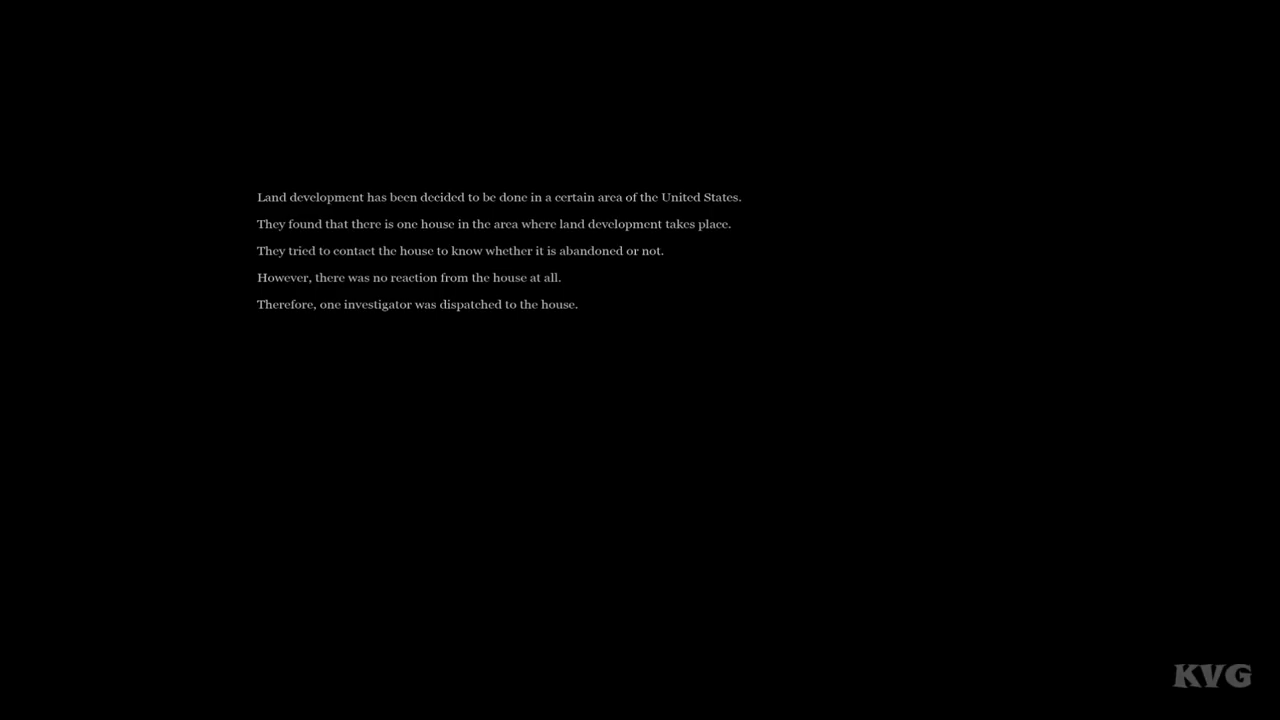 Land development has been decided to be done in a certain area of the United States.
They found that there is one house in the area where land development takes place.
They tried to contact the house to know whether it is abandoned or not.
However, there was no reaction from the house at all.
Therefore, one investigator was dispatched to the house.
KVG